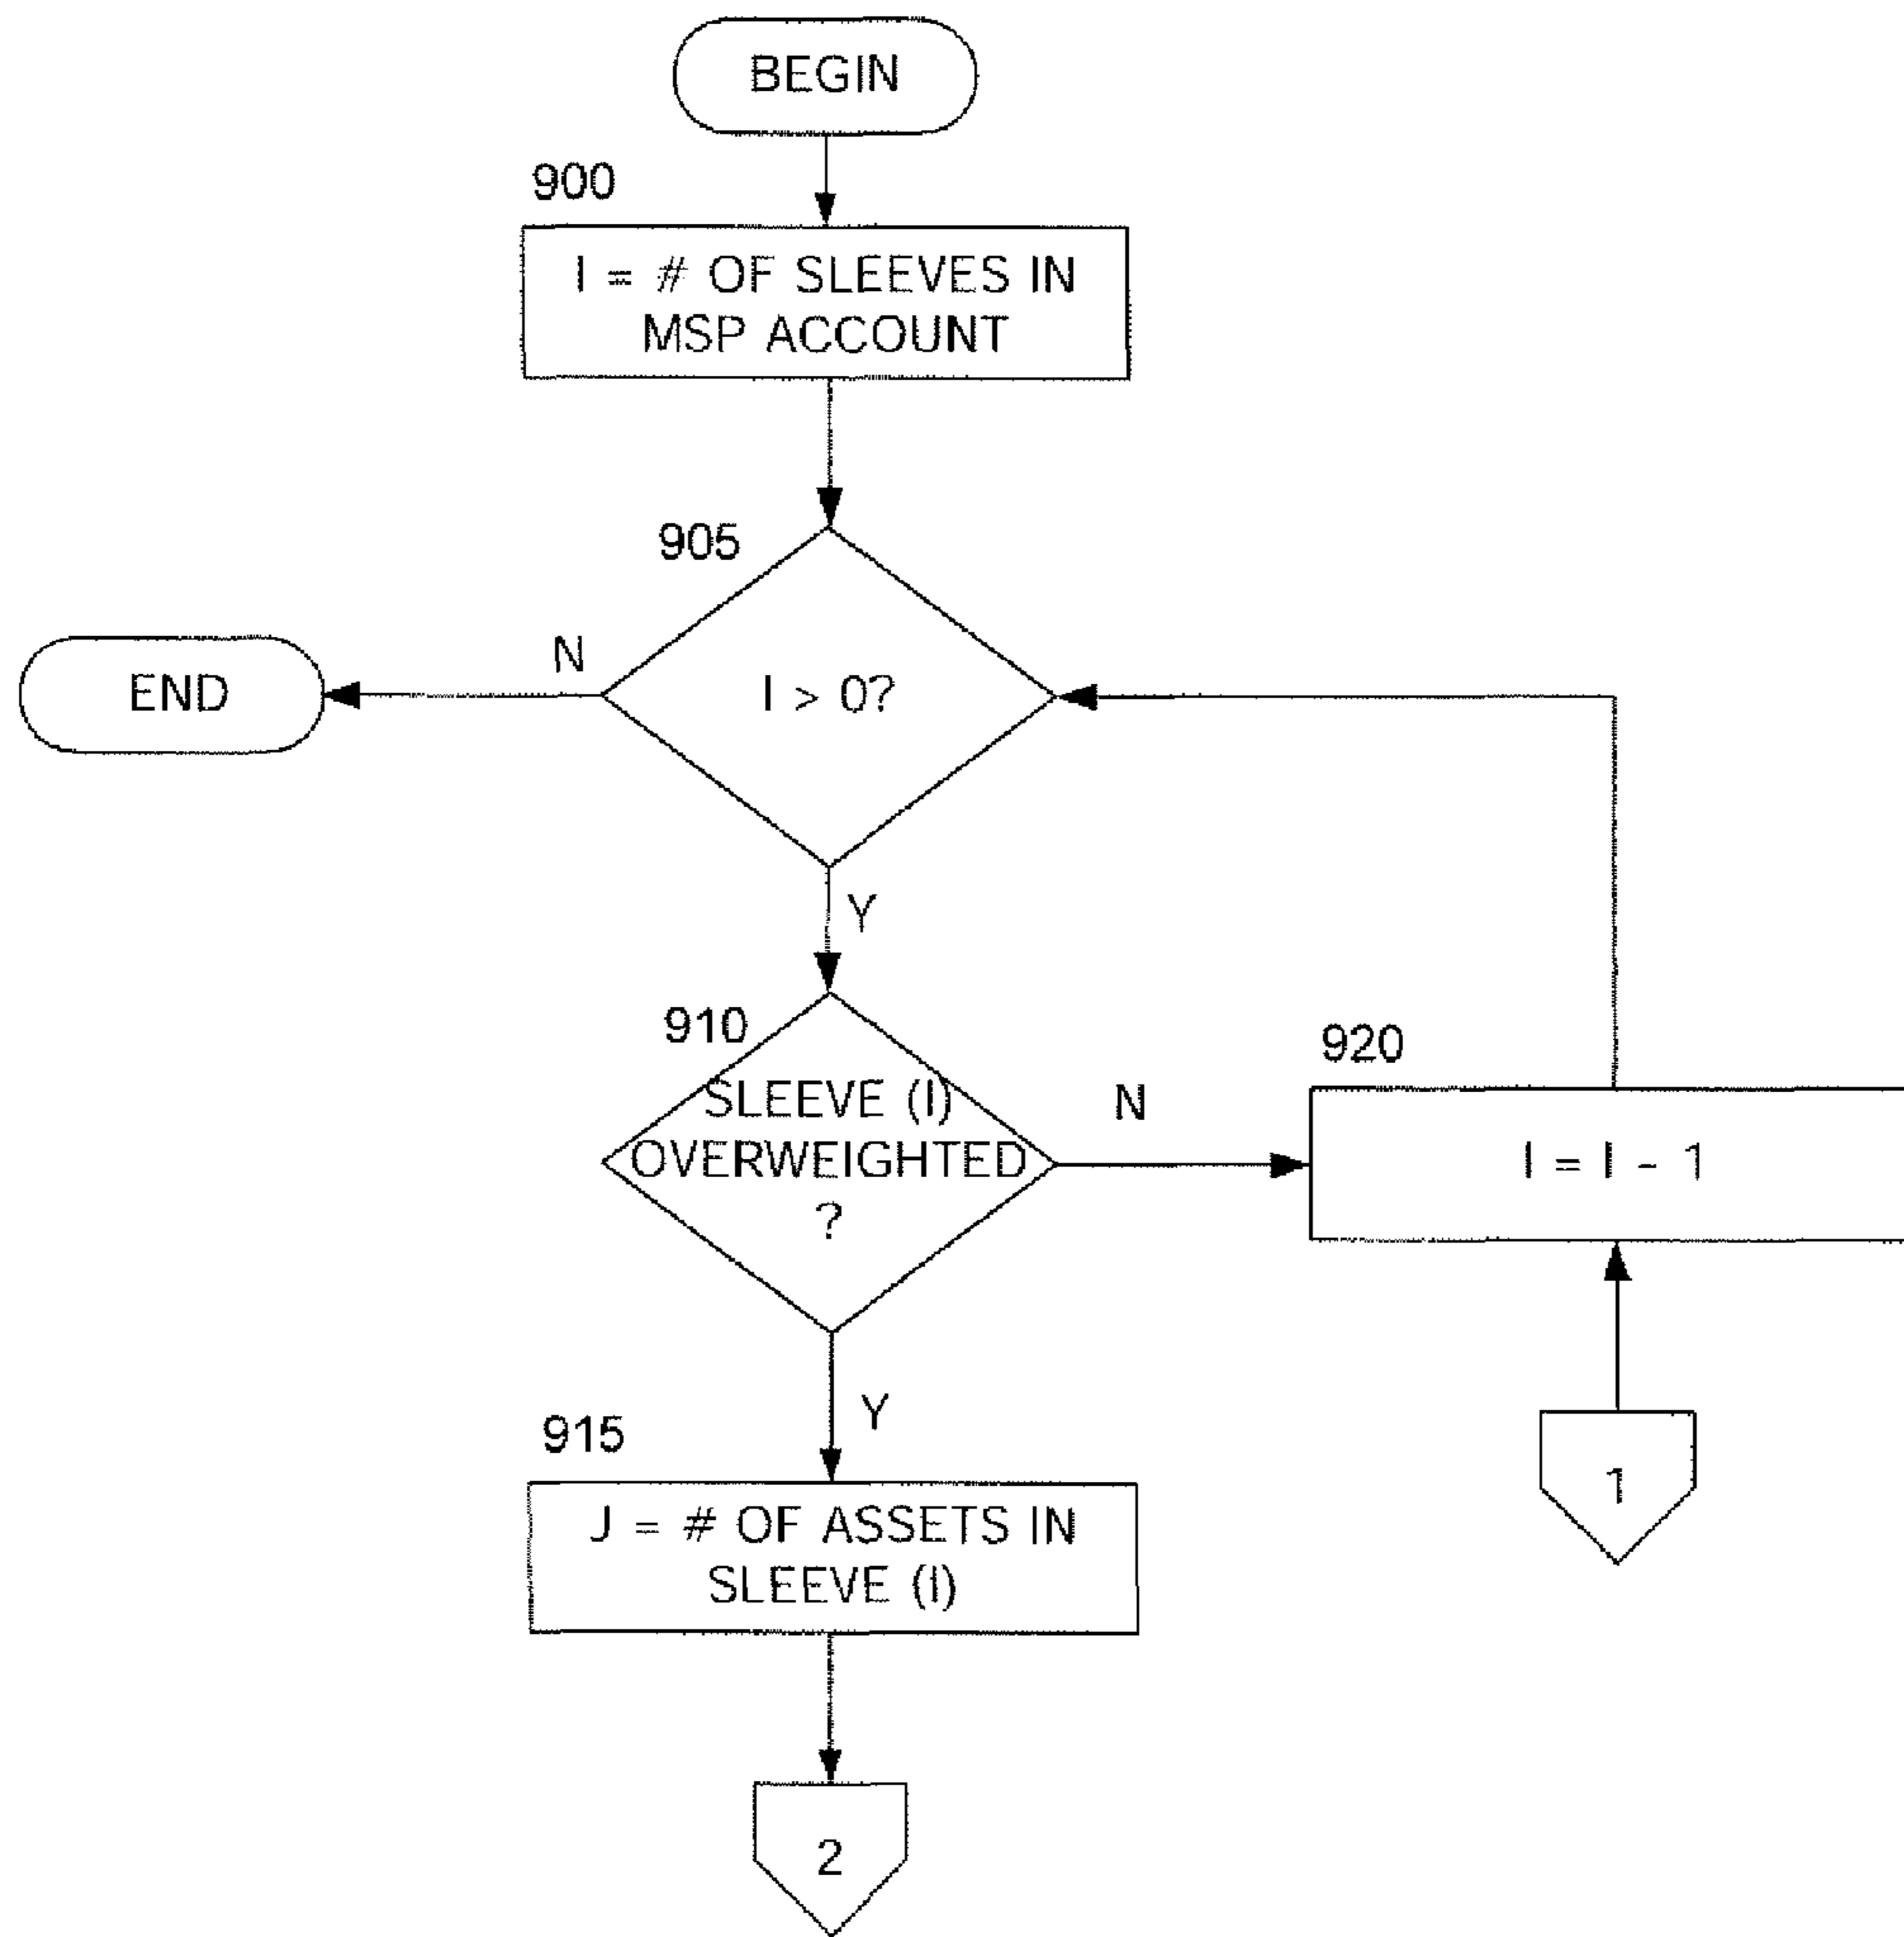 BEGIN
900
I = # OF SLEEVES IN
MSP ACCOUNT
905
I > 0?
N
END
Y
910
SLEEVE (I)
OVERWEIGHTED
?
N
920
I = I - 1
Y
1
915
J = # OF ASSETS IN
SLEEVE (I)
2